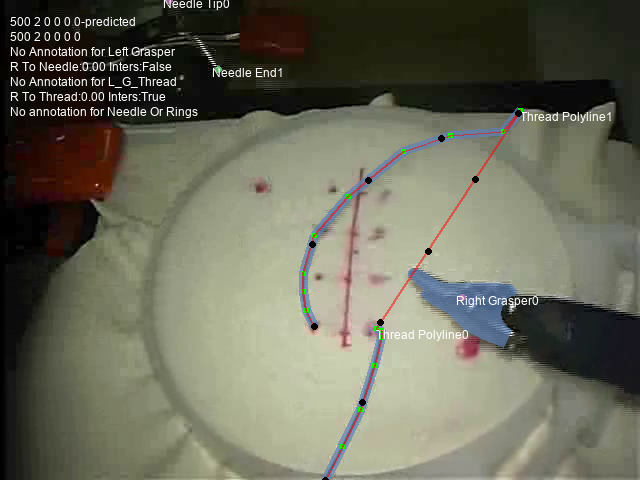 Needle Tip0
500 2 0 0 0 0-predicted
500 2 0 0 0 0
No Annotation for Left Grasper
R To Needle:0.00 Inters:False
Needle End1
No Annotation for L_G_Thread
R To Thread:0.00 Inters:True
No annotation for Needle Or Rings
Thread Polyline1
Right Grasper0
Thread Polyline0